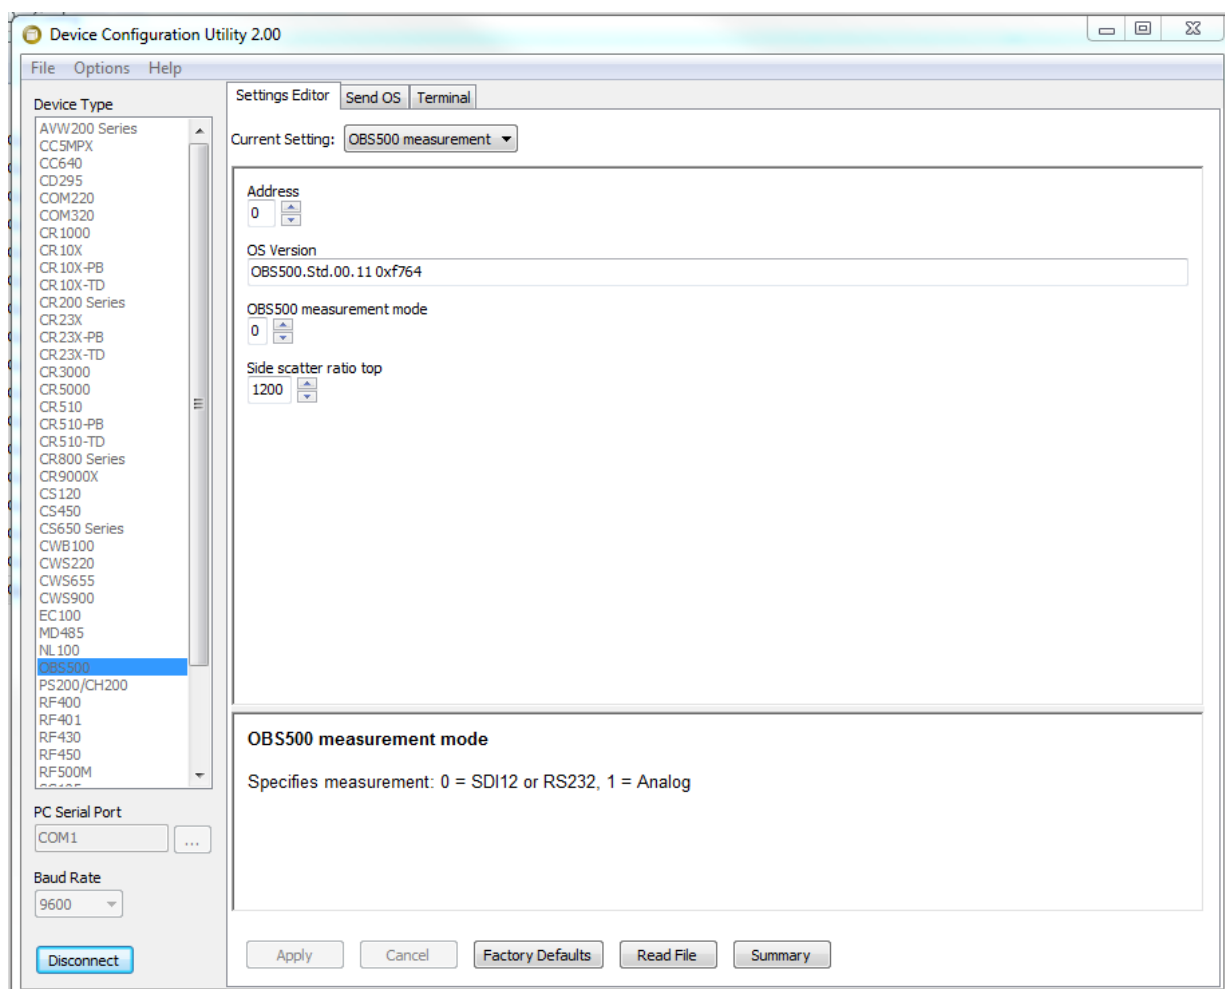 Device Configuration Utility 2.00
File Options Help
Device Type
AVW200 Series
CC5MPX
CC640
CD295
COM220
COM320
CR1000
CR10X
CR10X-PB
CR10X-TD
CR200 Series
CR23X
CR23X-PB
CR23X-TD
CR3000
CR5000
CR510
CR510-PB
CR510-TD
CR800 Series
CR9000X
CS120
CS450
CS650 Series
CWB100
CWS220
CWS655
CWS900
EC100
MD485
NL100
OBS500
PS200/CH200
RF400
RF401
RF430
RF450
RF500M
PC Serial Port
COM1 ...
Baud Rate
9600
Disconnect
Settings Editor Send OS Terminal
Current Setting: OBS500 measurement
Address
0
OS Version
OBS500.Std.00.11 0xf764
OBS500 measurement mode
0
Side scatter ratio top
1200
OBS500 measurement mode
Specifies measurement: 0 = SDI12 or RS232, 1 = Analog
Apply Cancel Factory Defaults Read File Summary